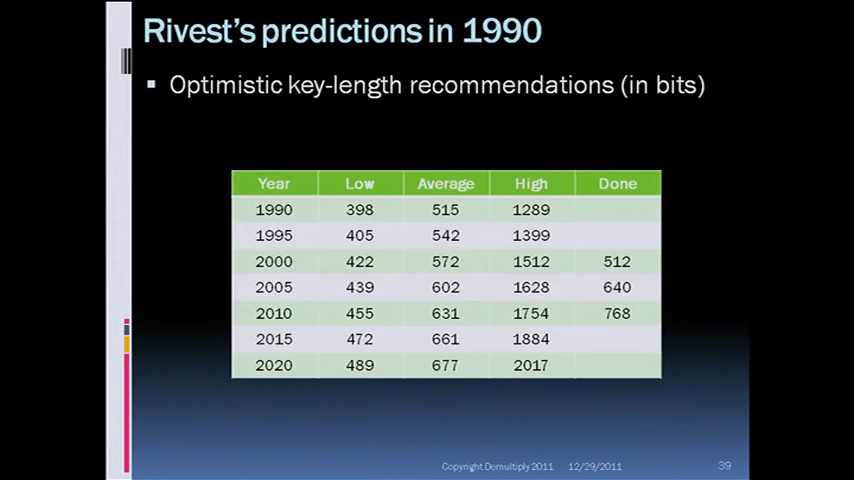 Rivest's predictions in 1990
▪ Optimistic key-length recommendations (in bits)
Year Low Average High Done
1990 398 515 1289
1995 405 542 1399
2000 422 572 1512 512
2005 439 602 1628 640
2010 455 631 1754 768
2015 472 661 1884
2020 489 677 2017
Copyright Demultiply 2011 12/29/2011 39